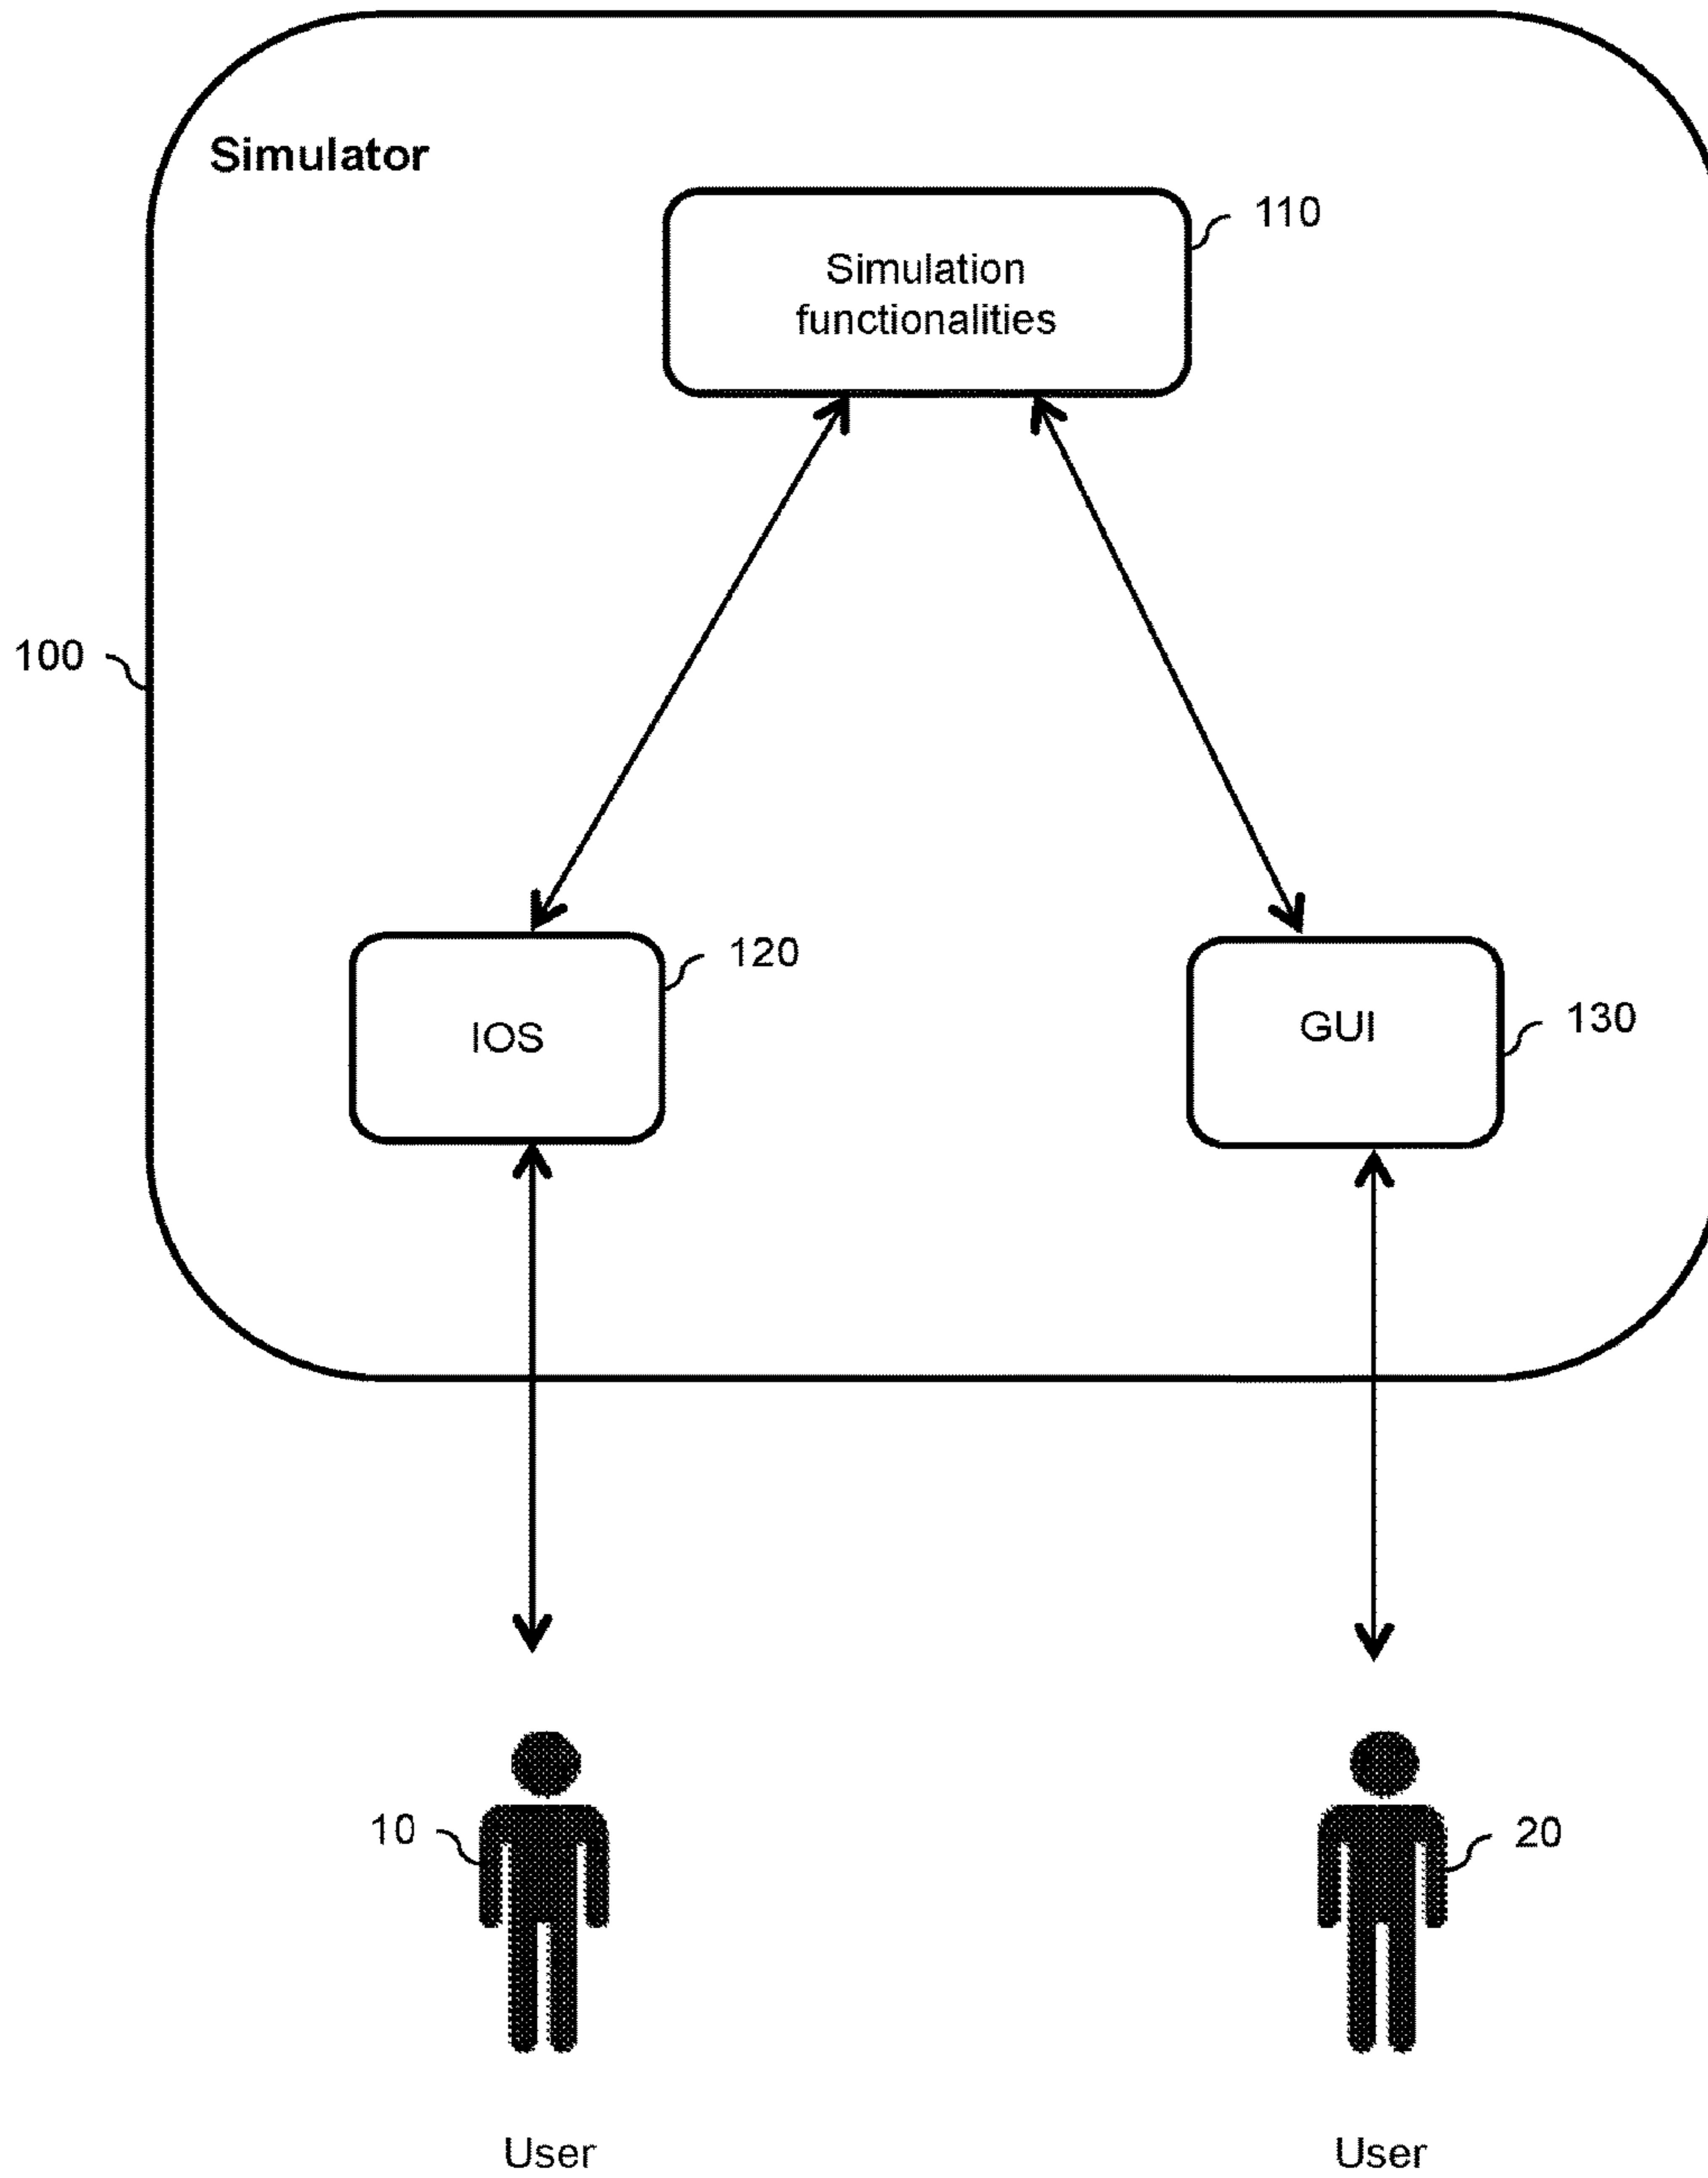 Simulator
110
Simulation
functionalities
100
120
IOS
130
GUI
10
20
User
User